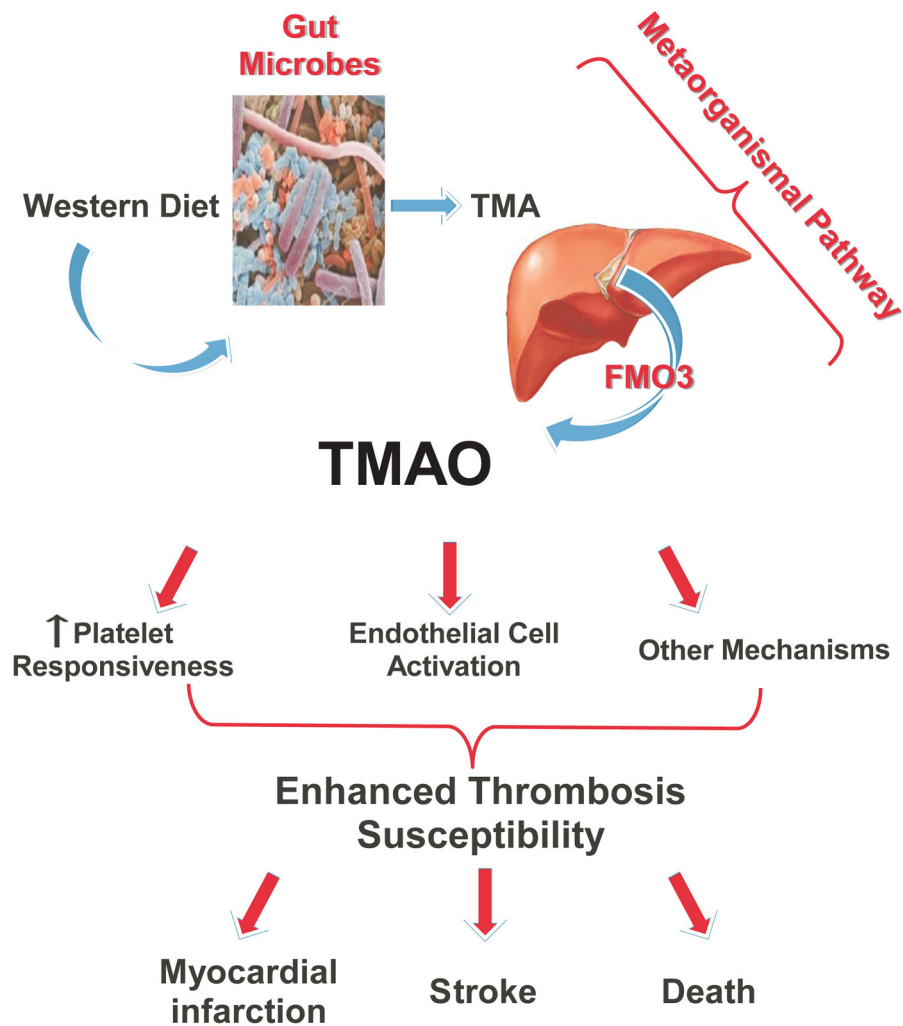 Gut
Microbes
Metaorganismal Pathway
Western Diet
TMA
FMO3
TMAO
↑Platelet
Responsiveness
Endothelial Cell
Activation
Other Mechanisms
Enhanced Thrombosis
Susceptibility
Myocardial
infarction
Stroke
Death